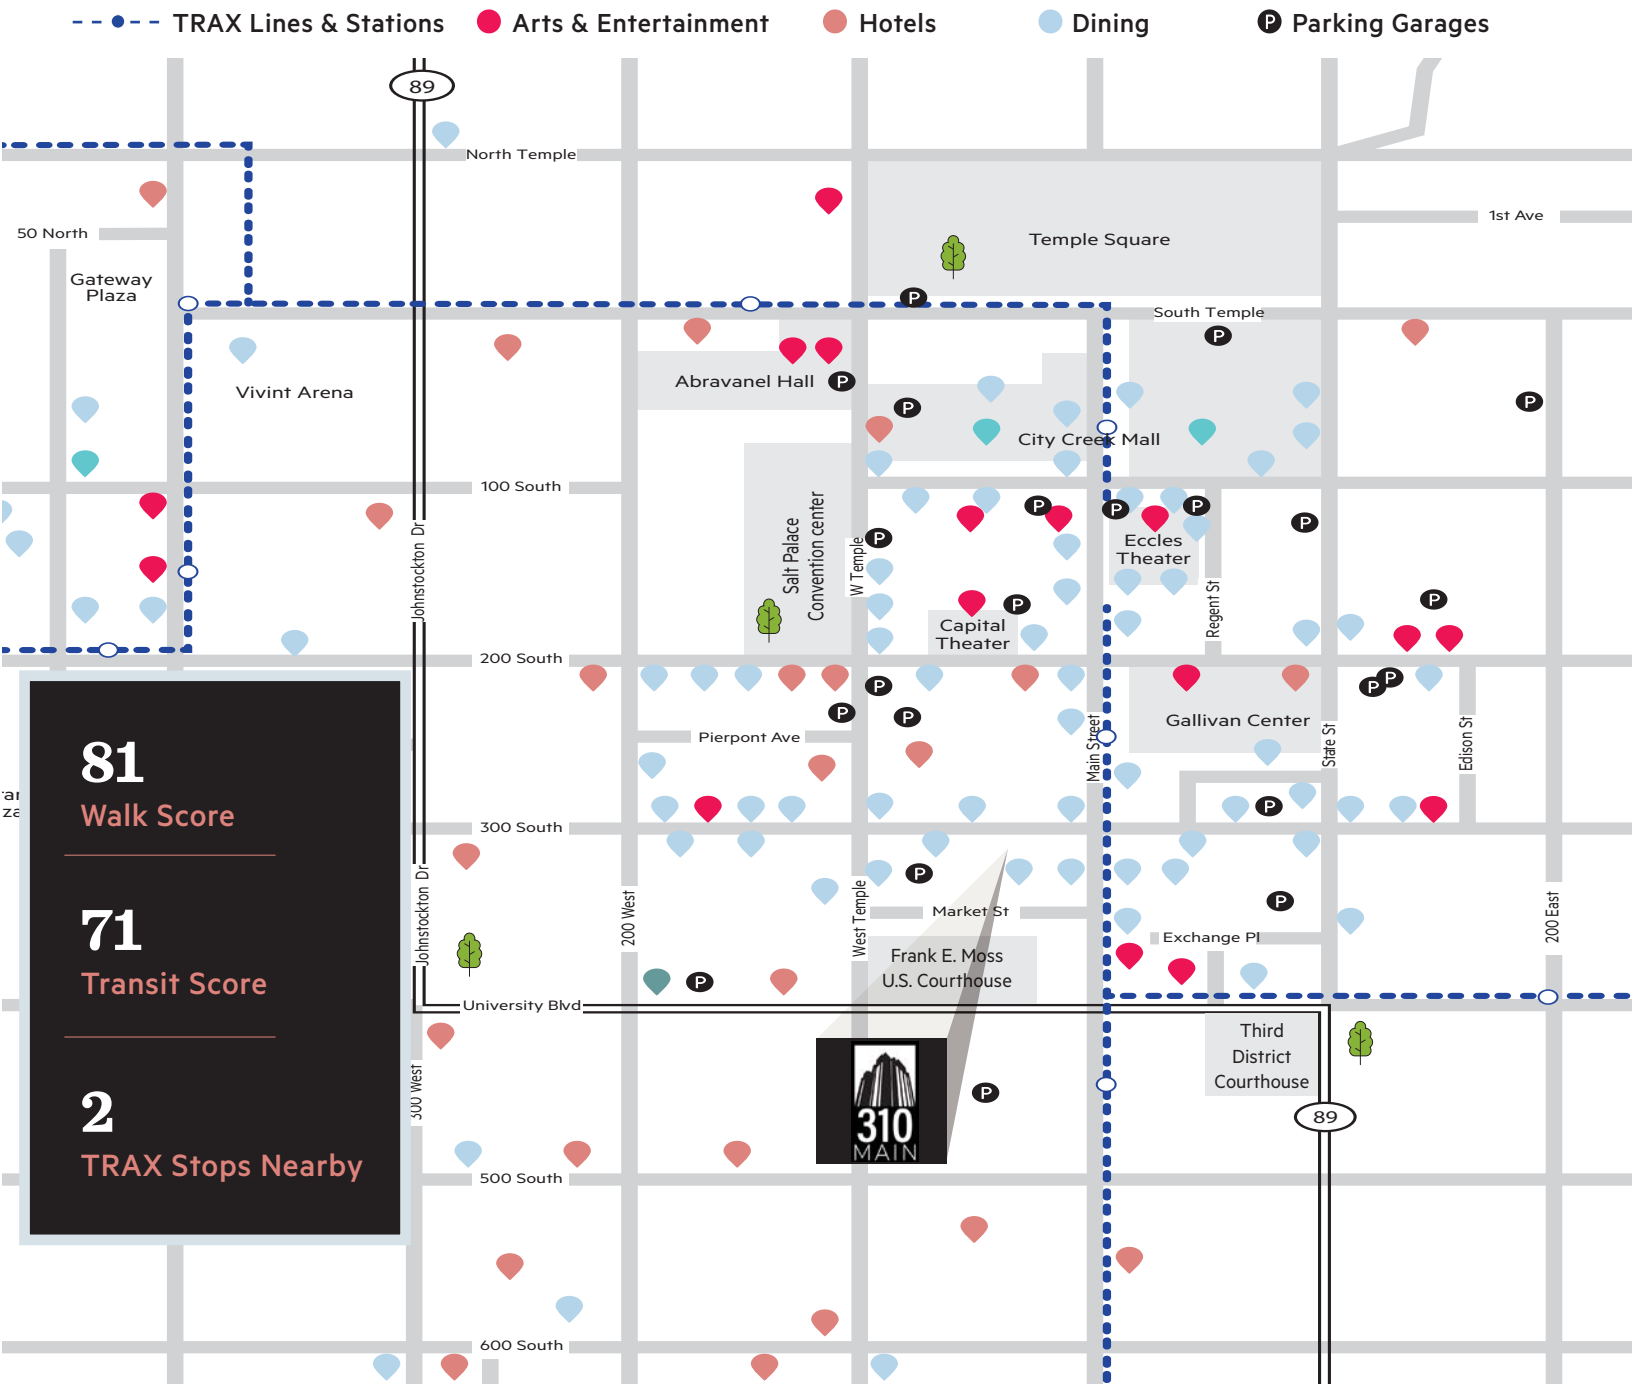 TRAX Lines & Stations
Arts & Entertainment
Hotels
Dining
P Parking Garages
89
North Temple
50 North
1st Ave
Temple Square
Gateway
Plaza
P
South Temple
P
Vivint Arena
Abravanel Hall
P
P
P
City Creek Mall
100 South
P
P
P
P
Johnstockton Dr
Salt Palace
Convention center
W Temple
P
Eccles
Theater
Regent St
P
P
Capital
Theater
200 South
P
P
P
P
P
Gallivan Center
Pierpont Ave
Main Street
State St
Edison St
81
Walk Score
P
300 South
71
Transit Score
Johnstockton Dr
200 West
West Temple
P
Market St
P
200 East
Exchange Pl
Frank E. Moss
U.S. Courthouse
P
University Blvd
Third
District
Courthouse
2
TRAX Stops Nearby
300 West
310
MAIN
P
89
500 South
600 South